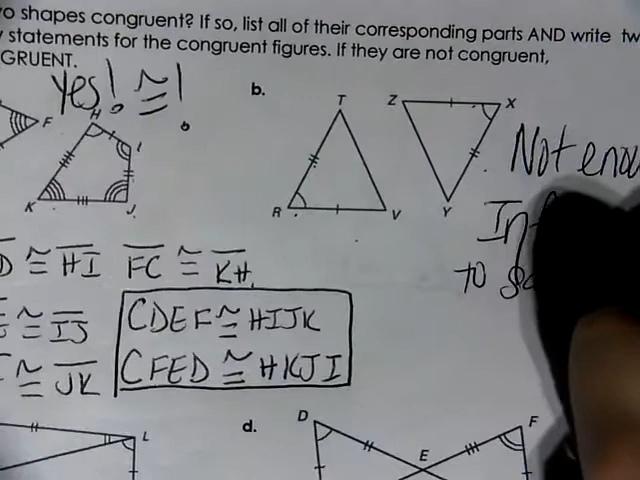 o shapes congruent? If so, list all of their corresponding parts AND write tw
statements for the congruent figures. If they are not congruent,
GRUENT.
Yes! ≅!
b.
H
F
I
K
J
T
R
V
Z
X
Y
Not eno
In
to
D ≅ HI FC ≅ KH
≅ IJ
≅ JK
CDEF ≅ HIJK
CFED ≅ HKJI
L
d.
D
F
E